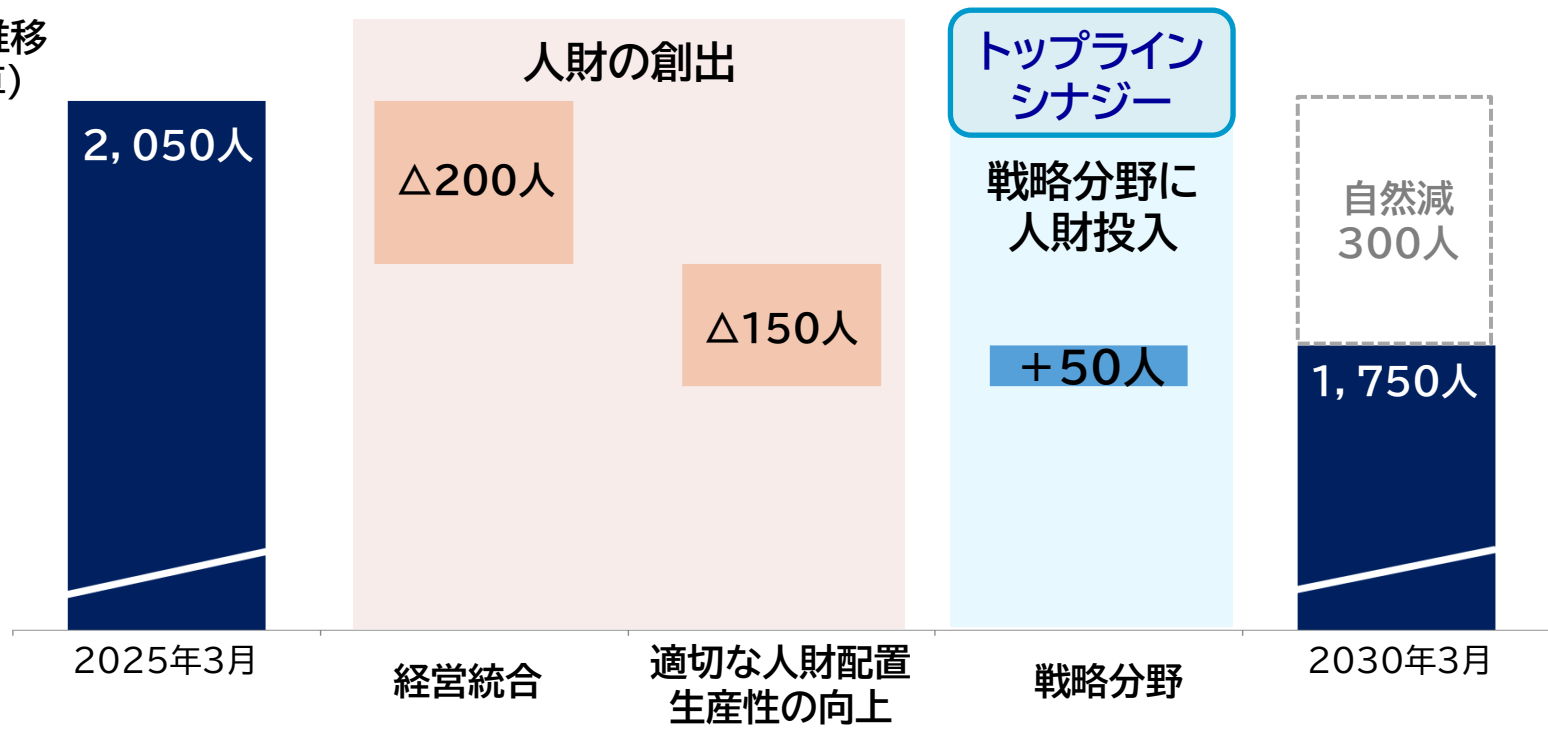 移
)
人財の創出
トップライン
シナジー
2,050人
△200人
△150人
戦略分野に
人財投入
+50人
自然減
300人
1,750人
2025年3月
経営統合
適切な人財配置
生産性の向上
戦略分野
2030年3月